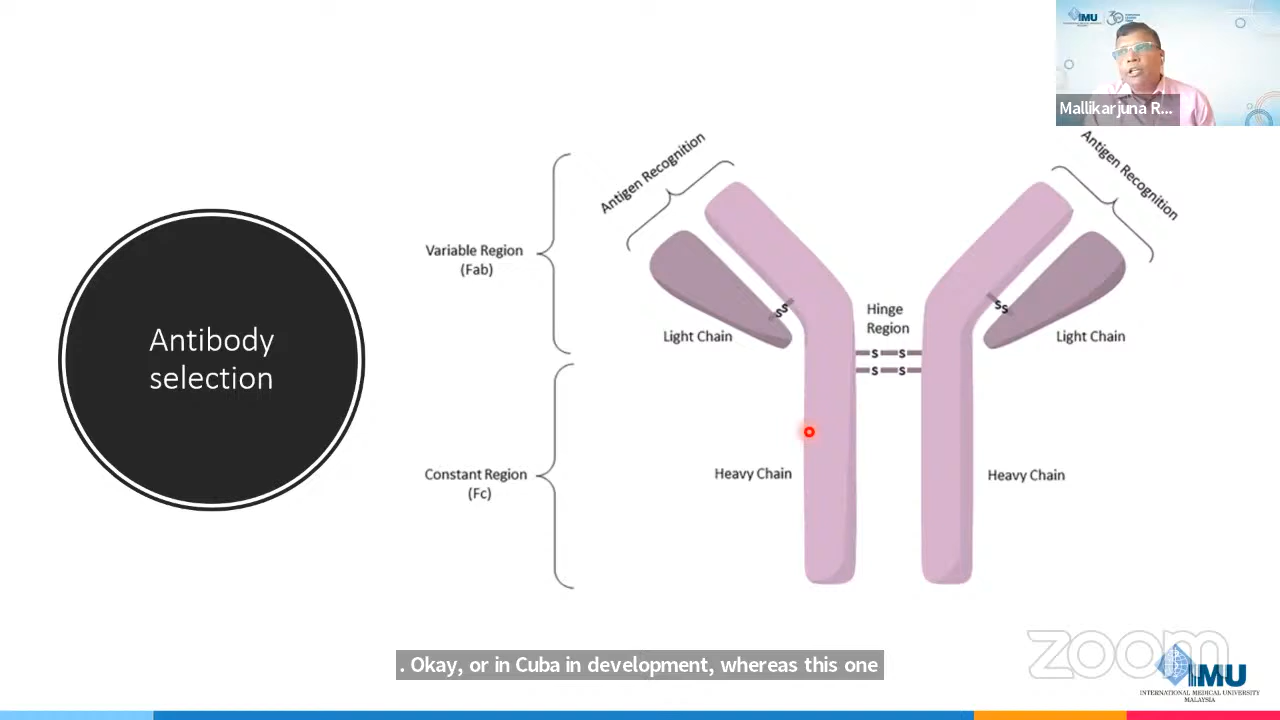 IMU
Mallikarjuna R...
Antibody
selection
Antigen Recognition
Antigen Recognition
Variable Region
(Fab)
Light Chain
S
S
Hinge
Region
S S
S S
S
S
Light Chain
Constant Region
(Fc)
Heavy Chain
Heavy Chain
. Okay, or in Cuba in development, whereas this one
zoom
IMU
INTERNATIONAL MEDICAL UNIVERSITY
MALAYSIA